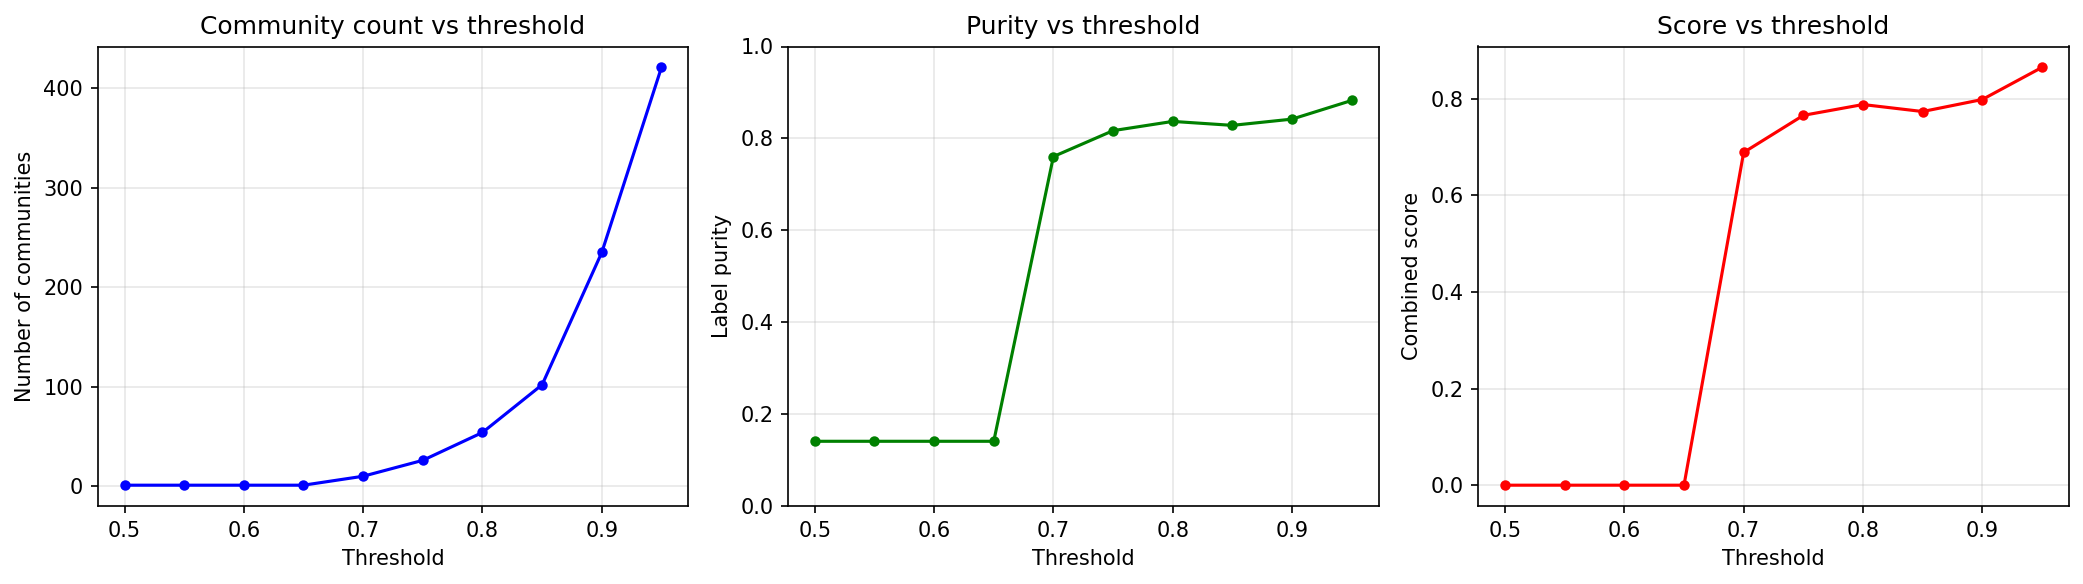 Community count vs threshold
Number of communities
400
300
200
100
0
0.5 0.6 0.7 0.8 0.9
Threshold
Purity vs threshold
Label purity
1.0
0.8
0.6
0.4
0.2
0.0
0.5 0.6 0.7 0.8 0.9
Threshold
Score vs threshold
Combined score
0.8
0.6
0.4
0.2
0.0
0.5 0.6 0.7 0.8 0.9
Threshold